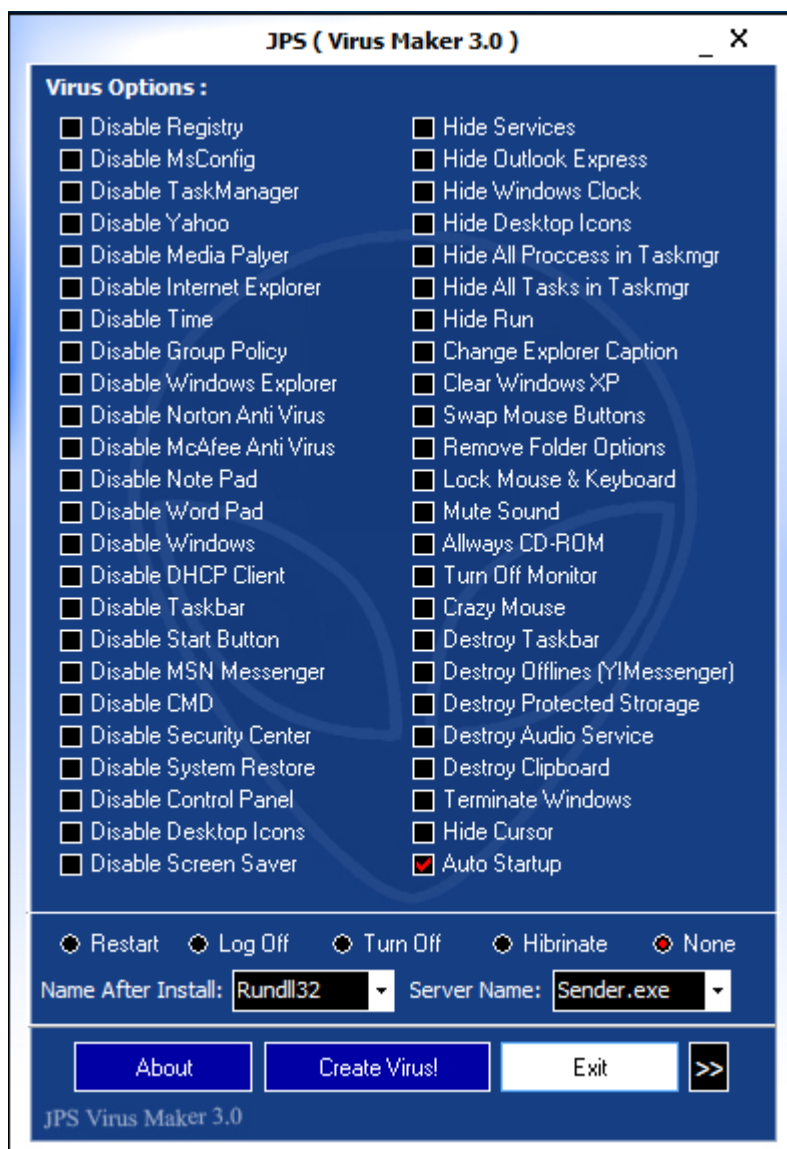 JPS ( Virus Maker 3.0 )
_ X
Virus Options :
Disable Registry
Disable MsConfig
Disable TaskManager
Disable Yahoo
Disable Media Palyer
Disable Internet Explorer
Disable Time
Disable Group Policy
Disable Windows Explorer
Disable Norton Anti Virus
Disable McAfee Anti Virus
Disable Note Pad
Disable Word Pad
Disable Windows
Disable DHCP Client
Disable Taskbar
Disable Start Button
Disable MSN Messenger
Disable CMD
Disable Security Center
Disable System Restore
Disable Control Panel
Disable Desktop Icons
Disable Screen Saver
Hide Services
Hide Outlook Express
Hide Windows Clock
Hide Desktop Icons
Hide All Proccess in Taskmgr
Hide All Tasks in Taskmgr
Hide Run
Change Explorer Caption
Clear Windows XP
Swap Mouse Buttons
Remove Folder Options
Lock Mouse & Keyboard
Mute Sound
Allways CD-ROM
Turn Off Monitor
Crazy Mouse
Destroy Taskbar
Destroy Offlines (Y!Messenger)
Destroy Protected Strorage
Destroy Audio Service
Destroy Clipboard
Terminate Windows
Hide Cursor
Auto Startup
Restart Log Off Turn Off Hibrinate None
Name After Install: Rundll32 Server Name: Sender.exe
About Create Virus! Exit >>
JPS Virus Maker 3.0